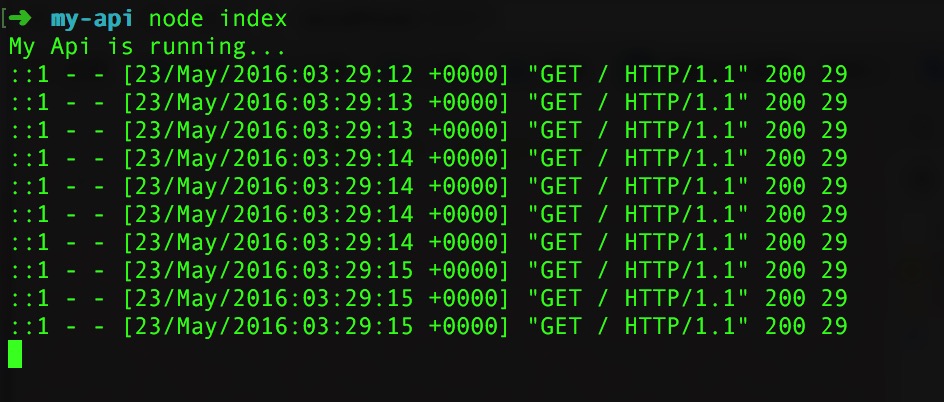 [➜ my-api node index
My Api is running...
::1 - - [23/May/2016:03:29:12 +0000] "GET / HTTP/1.1" 200 29
::1 - - [23/May/2016:03:29:13 +0000] "GET / HTTP/1.1" 200 29
::1 - - [23/May/2016:03:29:13 +0000] "GET / HTTP/1.1" 200 29
::1 - - [23/May/2016:03:29:14 +0000] "GET / HTTP/1.1" 200 29
::1 - - [23/May/2016:03:29:14 +0000] "GET / HTTP/1.1" 200 29
::1 - - [23/May/2016:03:29:14 +0000] "GET / HTTP/1.1" 200 29
::1 - - [23/May/2016:03:29:14 +0000] "GET / HTTP/1.1" 200 29
::1 - - [23/May/2016:03:29:15 +0000] "GET / HTTP/1.1" 200 29
::1 - - [23/May/2016:03:29:15 +0000] "GET / HTTP/1.1" 200 29
::1 - - [23/May/2016:03:29:15 +0000] "GET / HTTP/1.1" 200 29